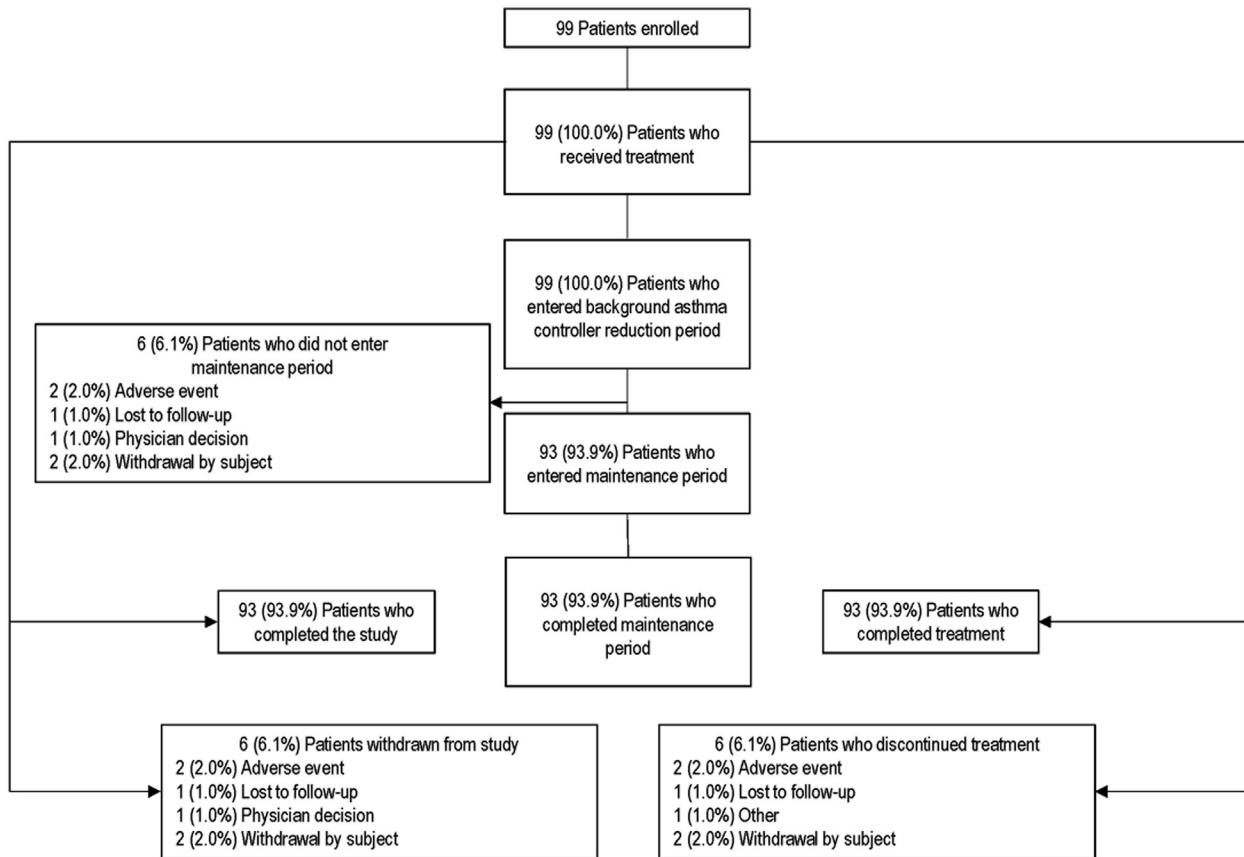 99 Patients enrolled
99 (100.0%) Patients who
received treatment
99 (100.0%) Patients who
entered background asthma
controller reduction period
6 (6.1%) Patients who did not enter
maintenance period
2 (2.0%) Adverse event
1 (1.0%) Lost to follow-up
1 (1.0%) Physician decision
2 (2.0%) Withdrawal by subject
93 (93.9%) Patients who
entered maintenance period
93 (93.9%) Patients who
completed the study
93 (93.9%) Patients who
completed maintenance
period
93 (93.9%) Patients who
completed treatment
6 (6.1%) Patients withdrawn from study
2 (2.0%) Adverse event
1 (1.0%) Lost to follow-up
1 (1.0%) Physician decision
2 (2.0%) Withdrawal by subject
6 (6.1%) Patients who discontinued treatment
2 (2.0%) Adverse event
1 (1.0%) Lost to follow-up
1 (1.0%) Other
2 (2.0%) Withdrawal by subject